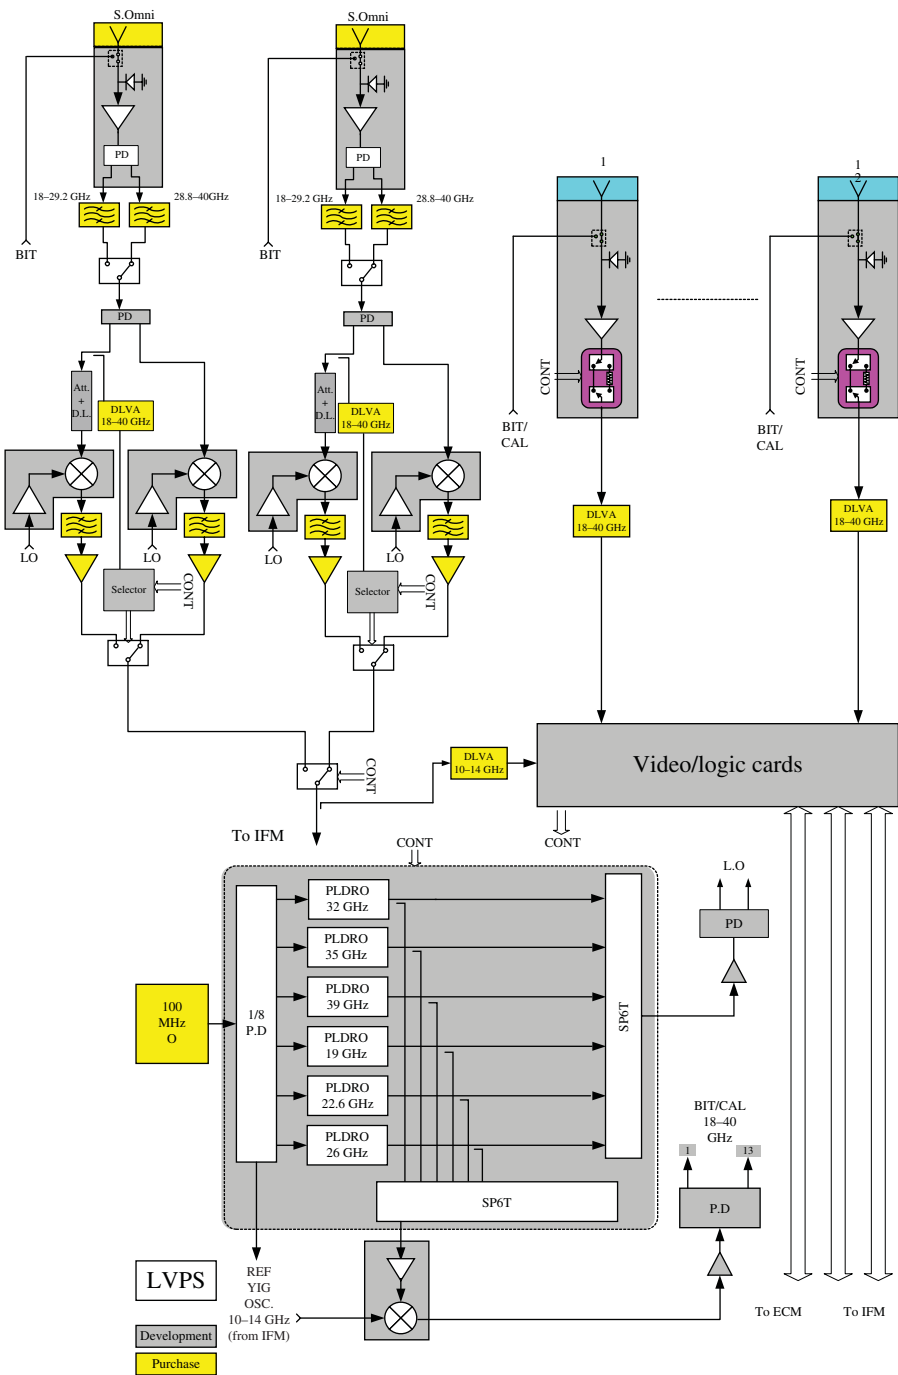 S.Omni
S.Omni
PD
PD
18–29.2 GHz
28.8–40GHz
18–29.2 GHz
28.8–40 GHz
BIT
BIT
1
1
2
PD
PD
Att.
+
D.L.
DLVA
18–40 GHz
Att.
+
D.L.
DLVA
18–40 GHz
CONT
CONT
BIT/
CAL
BIT/
CAL
LO
LO
LO
LO
DLVA
18-40 GHz
DLVA
18-40 GHz
Selector
CONT
Selector
CONT
CONT
DLVA
10–14 GHz
Video/logic cards
To IFM
CONT
CONT
L.O
PD
PLDRO
32 GHz
PLDRO
35 GHz
PLDRO
39 GHz
PLDRO
19 GHz
PLDRO
22.6 GHz
PLDRO
26 GHz
100
MHz
O
1/8
P.D
SP6T
SP6T
BIT/CAL
18–40
GHz
1
13
P.D
LVPS
REF
YIG
OSC.
10–14 GHz
(from IFM)
To ECM
To IFM
Development
Purchase